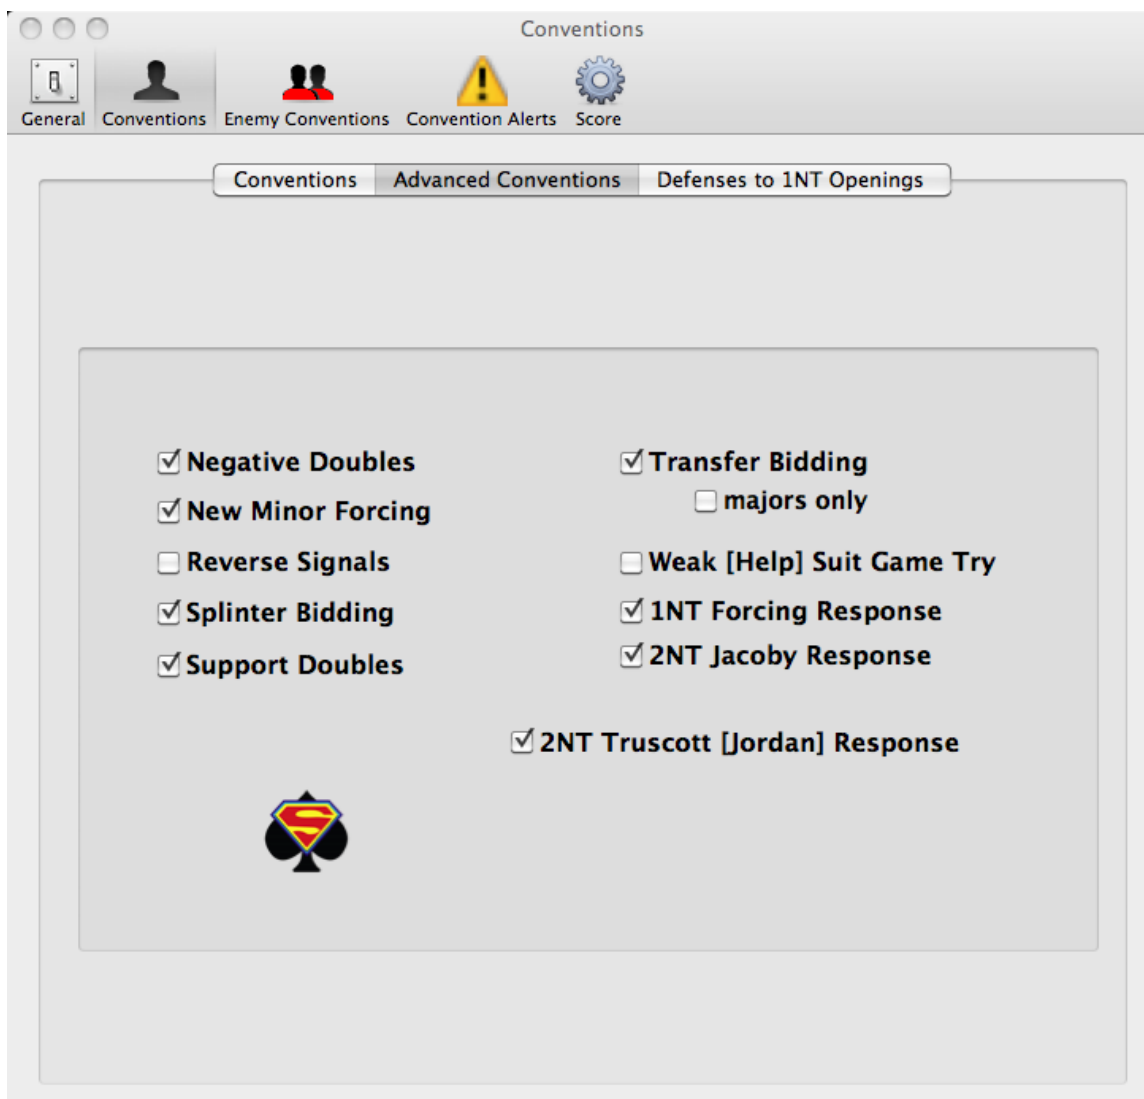 Conventions
General
Conventions
Enemy Conventions
Convention Alerts
Score
Conventions
Advanced Conventions
Defenses to 1NT Openings
Negative Doubles
New Minor Forcing
Reverse Signals
Splinter Bidding
Support Doubles
Transfer Bidding
majors only
Weak [Help] Suit Game Try
1NT Forcing Response
2NT Jacoby Response
2NT Truscott [Jordan] Response
S